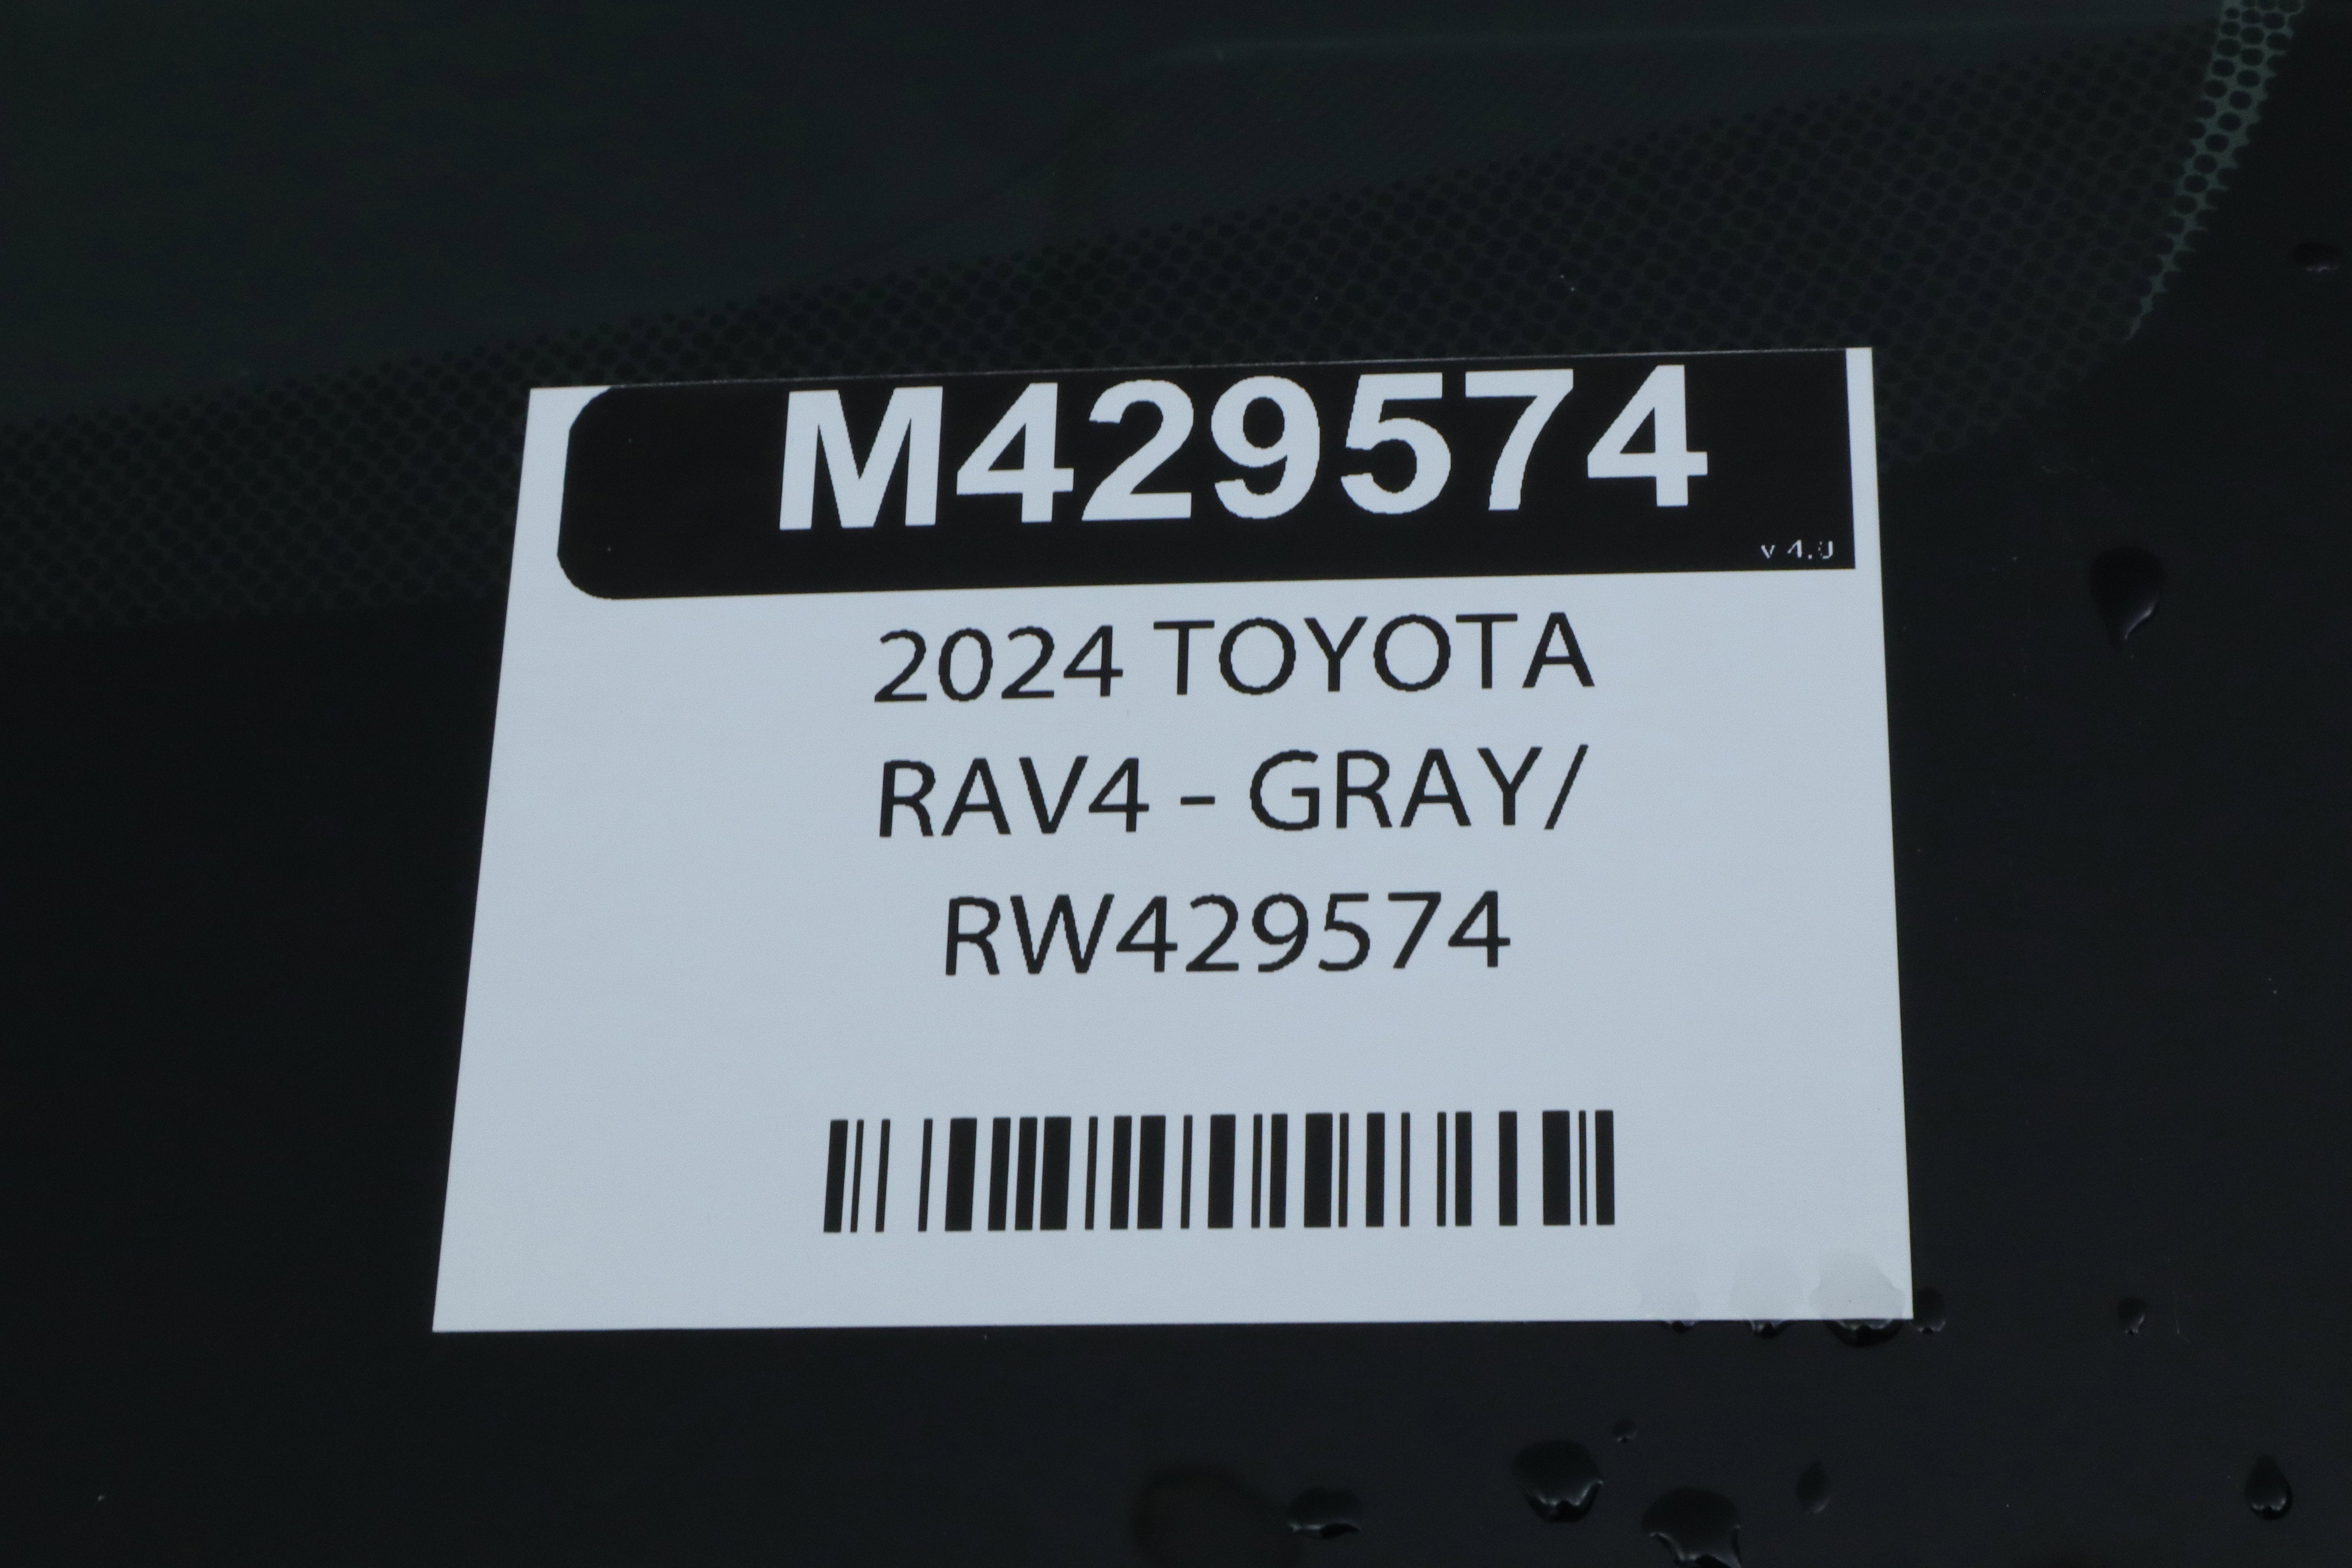 M429574
v 4.0
2024 TOYOTA
RAV4 - GRAY/
RW429574